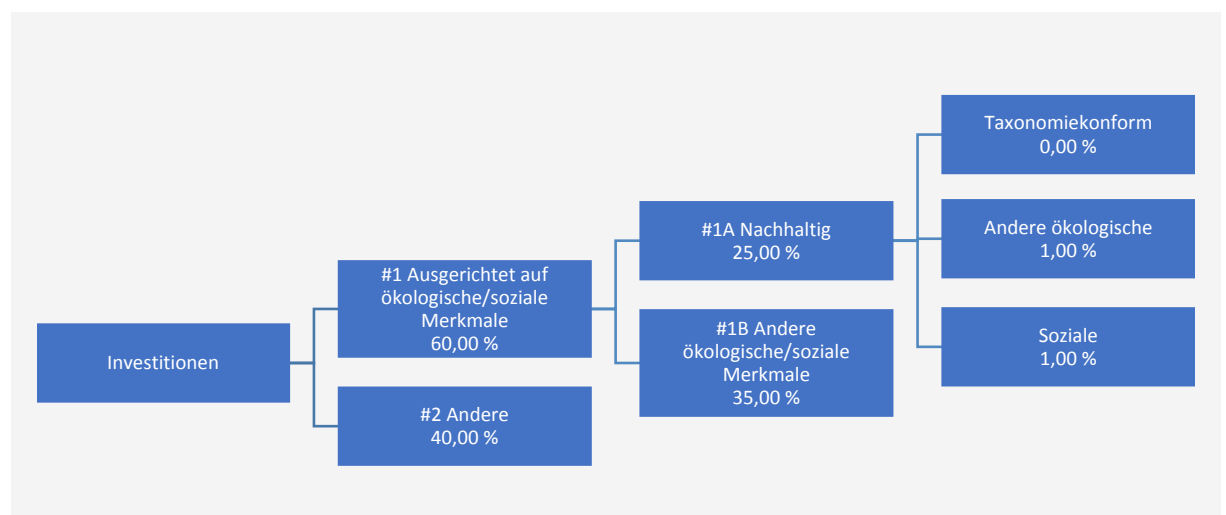 Investitionen
#1 Ausgerichtet auf
ökologische/soziale
Merkmale
60,00 %
#2 Andere
40,00 %
#1A Nachhaltig
25,00 %
#1B Andere
ökologische/soziale
Merkmale
35,00 %
Taxonomiekonform
0,00 %
Andere ökologische
1,00 %
Soziale
1,00 %